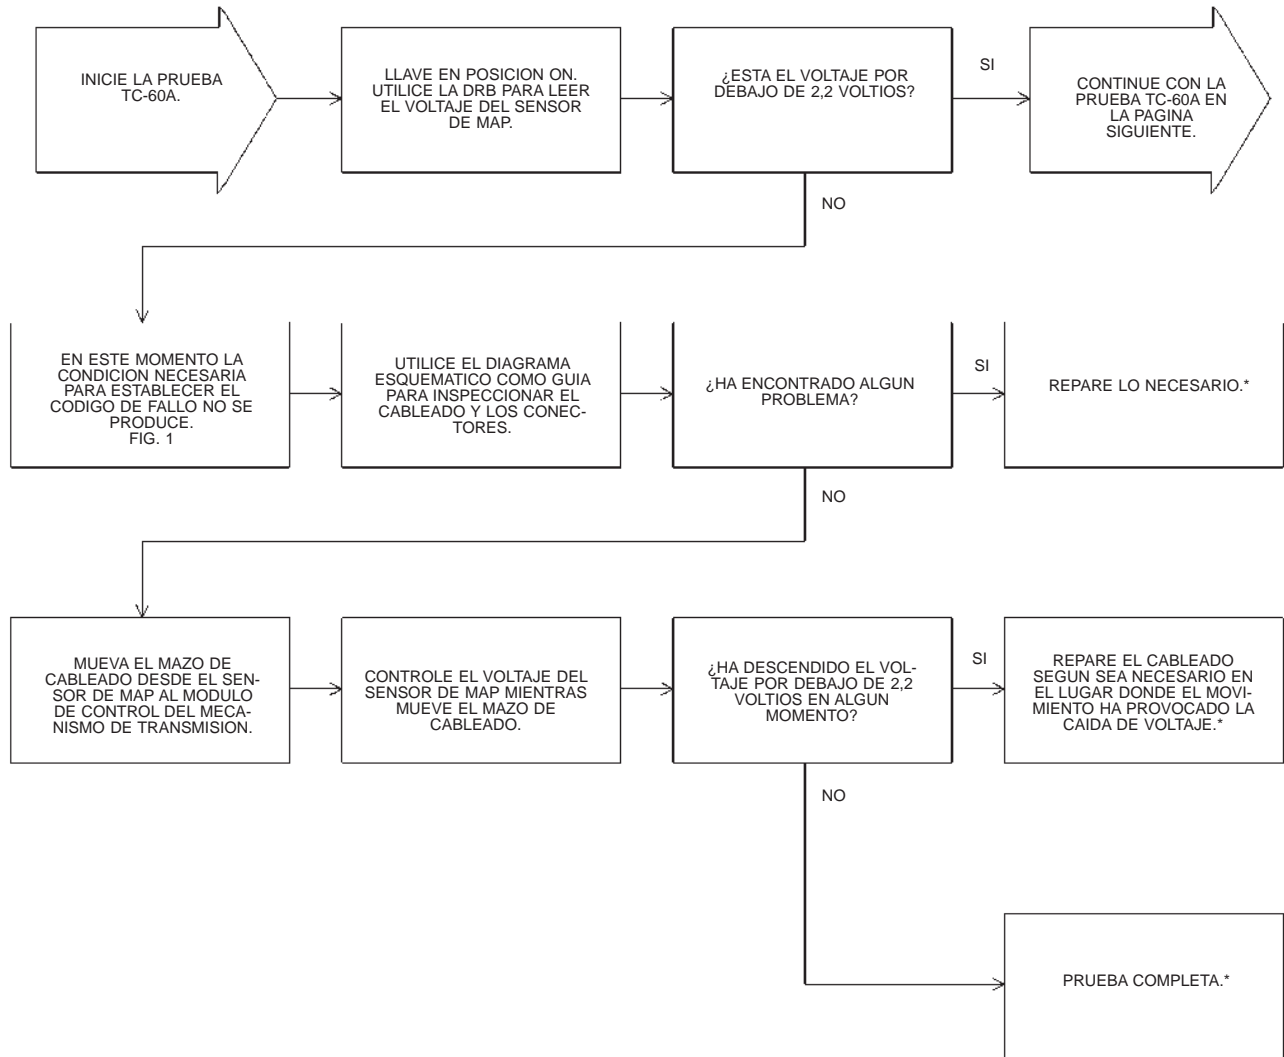 INICIE LA PRUEBA
TC-60A.
LLAVE EN POSICION ON.
UTILICE LA DRB PARA LEER
EL VOLTAJE DEL SENSOR
DE MAP.
¿ESTA EL VOLTAJE POR
DEBAJO DE 2,2 VOLTIOS?
SI
CONTINUE CON LA
PRUEBA TC-60A EN
LA PAGINA
SIGUIENTE.
NO
EN ESTE MOMENTO LA
CONDICION NECESARIA
PARA ESTABLECER EL
CODIGO DE FALLO NO SE
PRODUCE.
FIG. 1
UTILICE EL DIAGRAMA
ESQUEMATICO COMO GUIA
PARA INSPECCIONAR EL
CABLEADO Y LOS CONEC-
TORES.
¿HA ENCONTRADO ALGUN
PROBLEMA?
SI
REPARE LO NECESARIO.*
NO
MUEVA EL MAZO DE
CABLEADO DESDE EL SEN-
SOR DE MAP AL MODULO
DE CONTROL DEL MECA-
NISMO DE TRANSMISION.
CONTROLE EL VOLTAJE DEL
SENSOR DE MAP MIENTRAS
MUEVE EL MAZO DE
CABLEADO.
¿HA DESCENDIDO EL VOL-
TAJE POR DEBAJO DE 2,2
VOLTIOS EN ALGUN
MOMENTO?
SI
REPARE EL CABLEADO
SEGUN SEA NECESARIO EN
EL LUGAR DONDE EL MOVI-
MIENTO HA PROVOCADO LA
CAIDA DE VOLTAJE.*
NO
PRUEBA COMPLETA.*